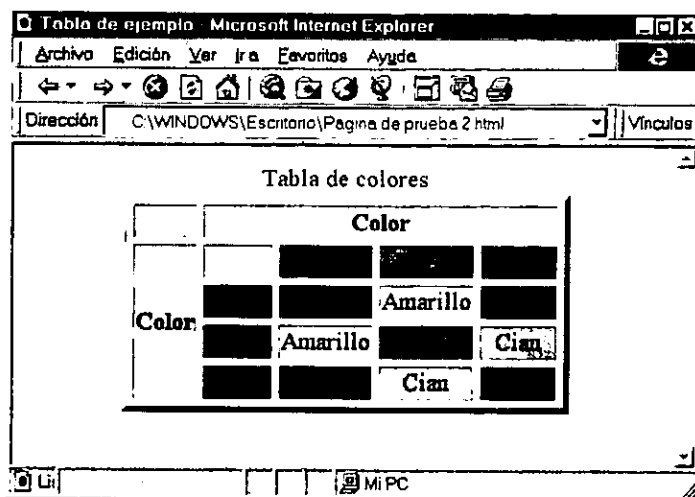 Tabla de ejemplo - Microsoft Internet Explorer
Archivo Edición Ver Ir a Favoritos Ayuda
Dirección C:\WINDOWS\Escritorio\Pagina de prueba 2 html Vínculos
Tabla de colores
Color
Amarillo
Color
Amarillo Cian
Cian
Mi PC